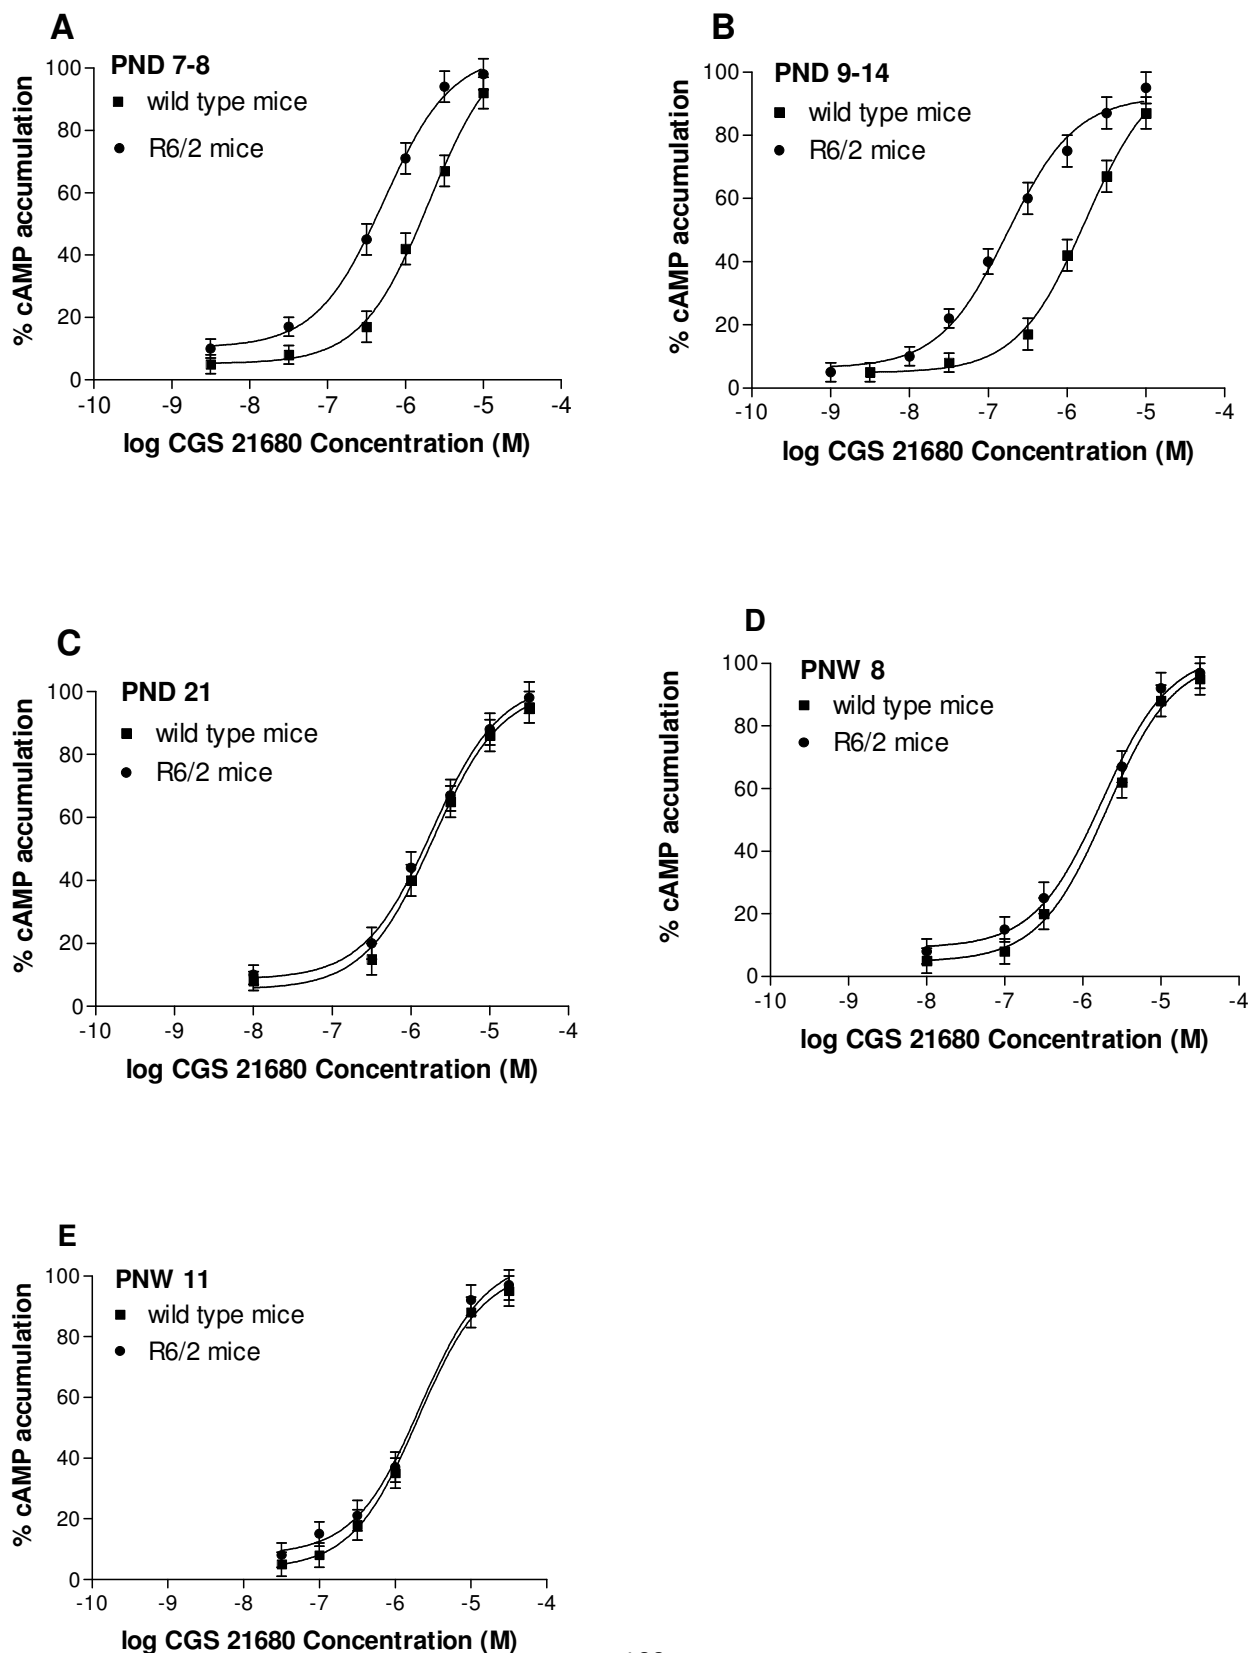 A
PND 7-8
wild type mice
R6/2 mice
% cAMP accumulation
100
80
60
40
20
0
-10 -9 -8 -7 -6 -5 -4
log CGS 21680 Concentration (M)
B
PND 9-14
wild type mice
R6/2 mice
% cAMP accumulation
100
80
60
40
20
0
-10 -9 -8 -7 -6 -5 -4
log CGS 21680 Concentration (M)
C
PND 21
wild type mice
R6/2 mice
% cAMP accumulation
100
80
60
40
20
0
-10 -9 -8 -7 -6 -5 -4
log CGS 21680 Concentration (M)
D
PNW 8
wild type mice
R6/2 mice
% cAMP accumulation
100
80
60
40
20
0
-10 -9 -8 -7 -6 -5 -4
log CGS 21680 Concentration (M)
E
PNW 11
wild type mice
R6/2 mice
% cAMP accumulation
100
80
60
40
20
0
-10 -9 -8 -7 -6 -5 -4
log CGS 21680 Concentration (M)